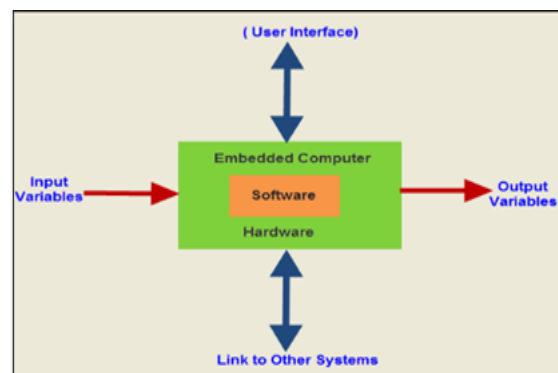 ( User Interface)
Embedded Computer
Input
Variables
Software
Output
Variables
Hardware
Link to Other Systems